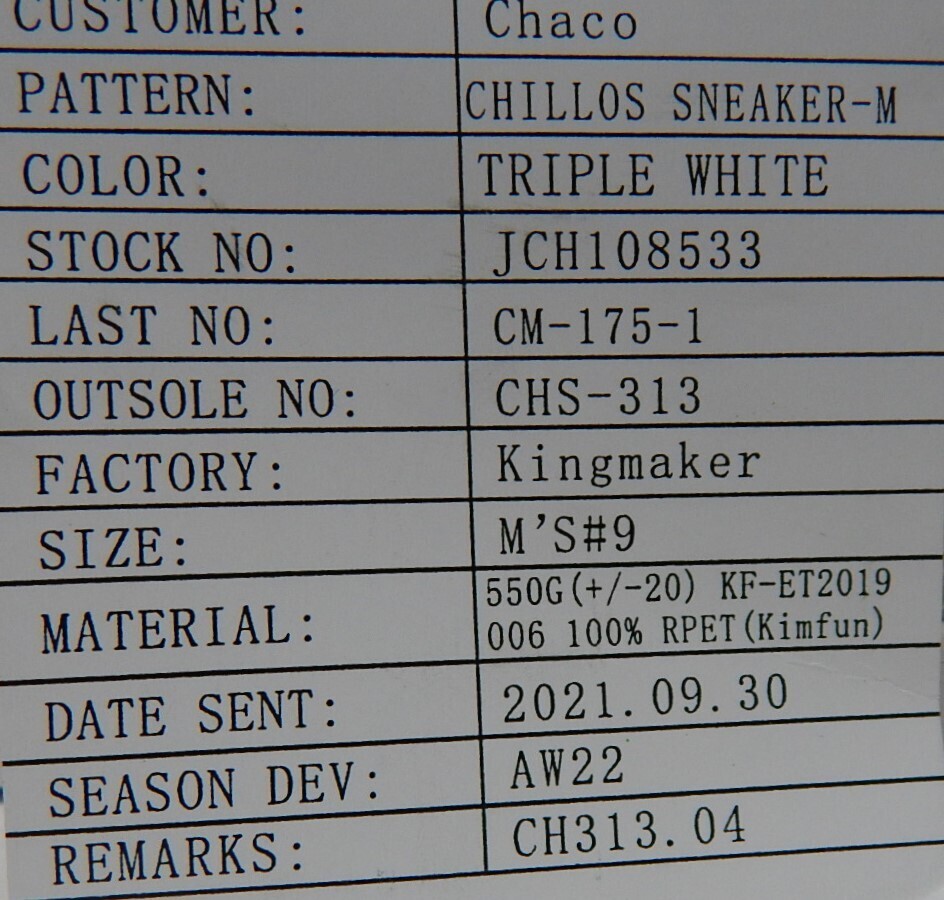 CUSTOMER: Chaco
PATTERN: CHILLOS SNEAKER-M
COLOR: TRIPLE WHITE
STOCK NO: JCH108533
LAST NO: CM-175-1
OUTSOLE NO: CHS-313
FACTORY: Kingmaker
SIZE: M'S#9
MATERIAL: 550G(+/-20) KF-ET2019
006 100% RPET(Kimfun)
DATE SENT: 2021.09.30
SEASON DEV: AW22
REMARKS: CH313.04